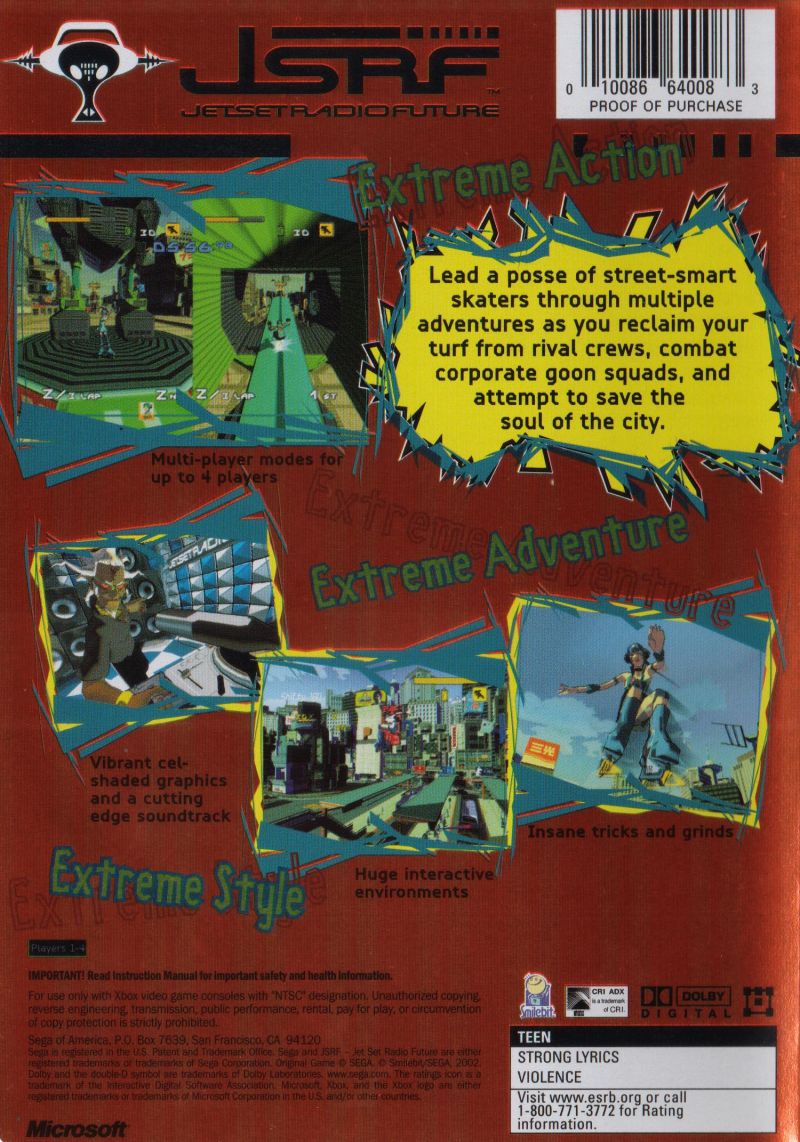 JSRF™
JETSETRADIOFUTURE
0 10086 64008 3
PROOF OF PURCHASE
Extreme Action
Lead a posse of street-smart
skaters through multiple
adventures as you reclaim your
turf from rival crews, combat
corporate goon squads, and
attempt to save the
soul of the city.
2/1 LAP
2/1 LAP
1ST
Multi-player modes for
up to 4 players
Extreme Adventure
JETSETRADIO
Vibrant cel-
shaded graphics
and a cutting
edge soundtrack
Huge interactive
environments
Insane tricks and grinds
Extreme Style
Players 1-4
IMPORTANT! Read Instruction Manual for important safety and health information.
For use only with Xbox video game consoles with "NTSC" designation. Unauthorized copying,
reverse engineering, transmission, public performance, rental, pay for play, or circumvention
of copy protection is strictly prohibited.
Sega of America, P.O. Box 7639, San Francisco, CA 94120
Sega is registered in the U.S. Patent and Trademark Office. Sega and JSRF – Jet Set Radio Future are either
registered trademarks or trademarks of Sega Corporation. Original Game © SEGA. © Smilebit/SEGA, 2002.
Dolby and the double-D symbol are trademarks of Dolby Laboratories. www.sega.com. The ratings icon is a
trademark of the Interactive Digital Software Association. Microsoft, Xbox, and the Xbox logo are either
registered trademarks or trademarks of Microsoft Corporation in the U.S. and/or other countries.
Microsoft
Smilebit
CRI ADX
is a trademark
of CRI.
DOLBY
DIGITAL
TEEN
STRONG LYRICS
VIOLENCE
Visit www.esrb.org or call
1-800-771-3772 for Rating
information.